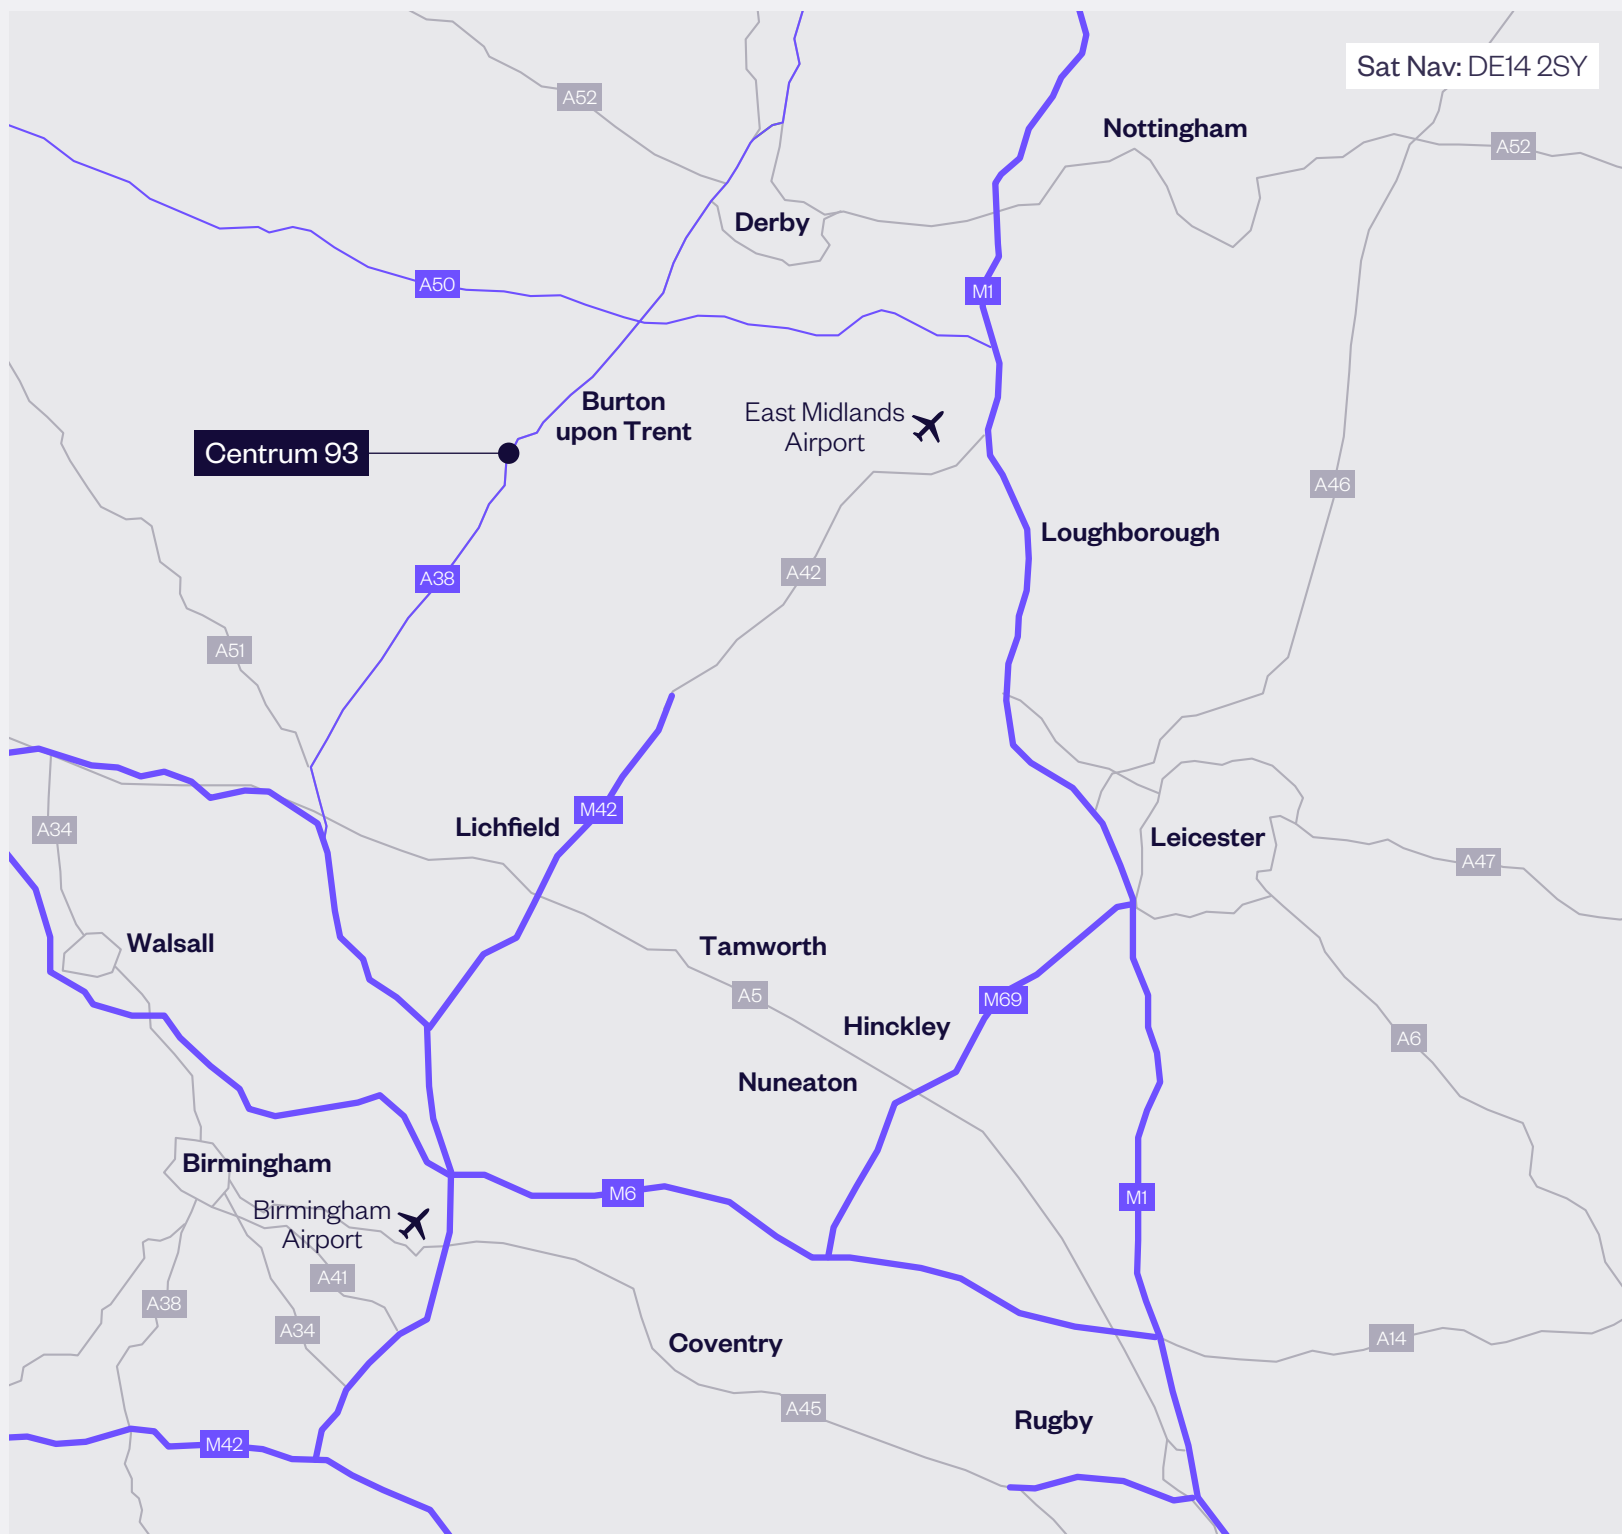 Sat Nav: DE14 2SY
A52
Nottingham
A52
Derby
A50
M1
Burton
upon Trent
East Midlands
Airport
Centrum 93
A46
Loughborough
A42
A38
A51
M42
Lichfield
A34
Leicester
A47
Walsall
Tamworth
A5
M69
Hinckley
A6
Nuneaton
Birmingham
M6
M1
Birmingham
Airport
A41
A38
A34
A14
Coventry
A45
Rugby
M42